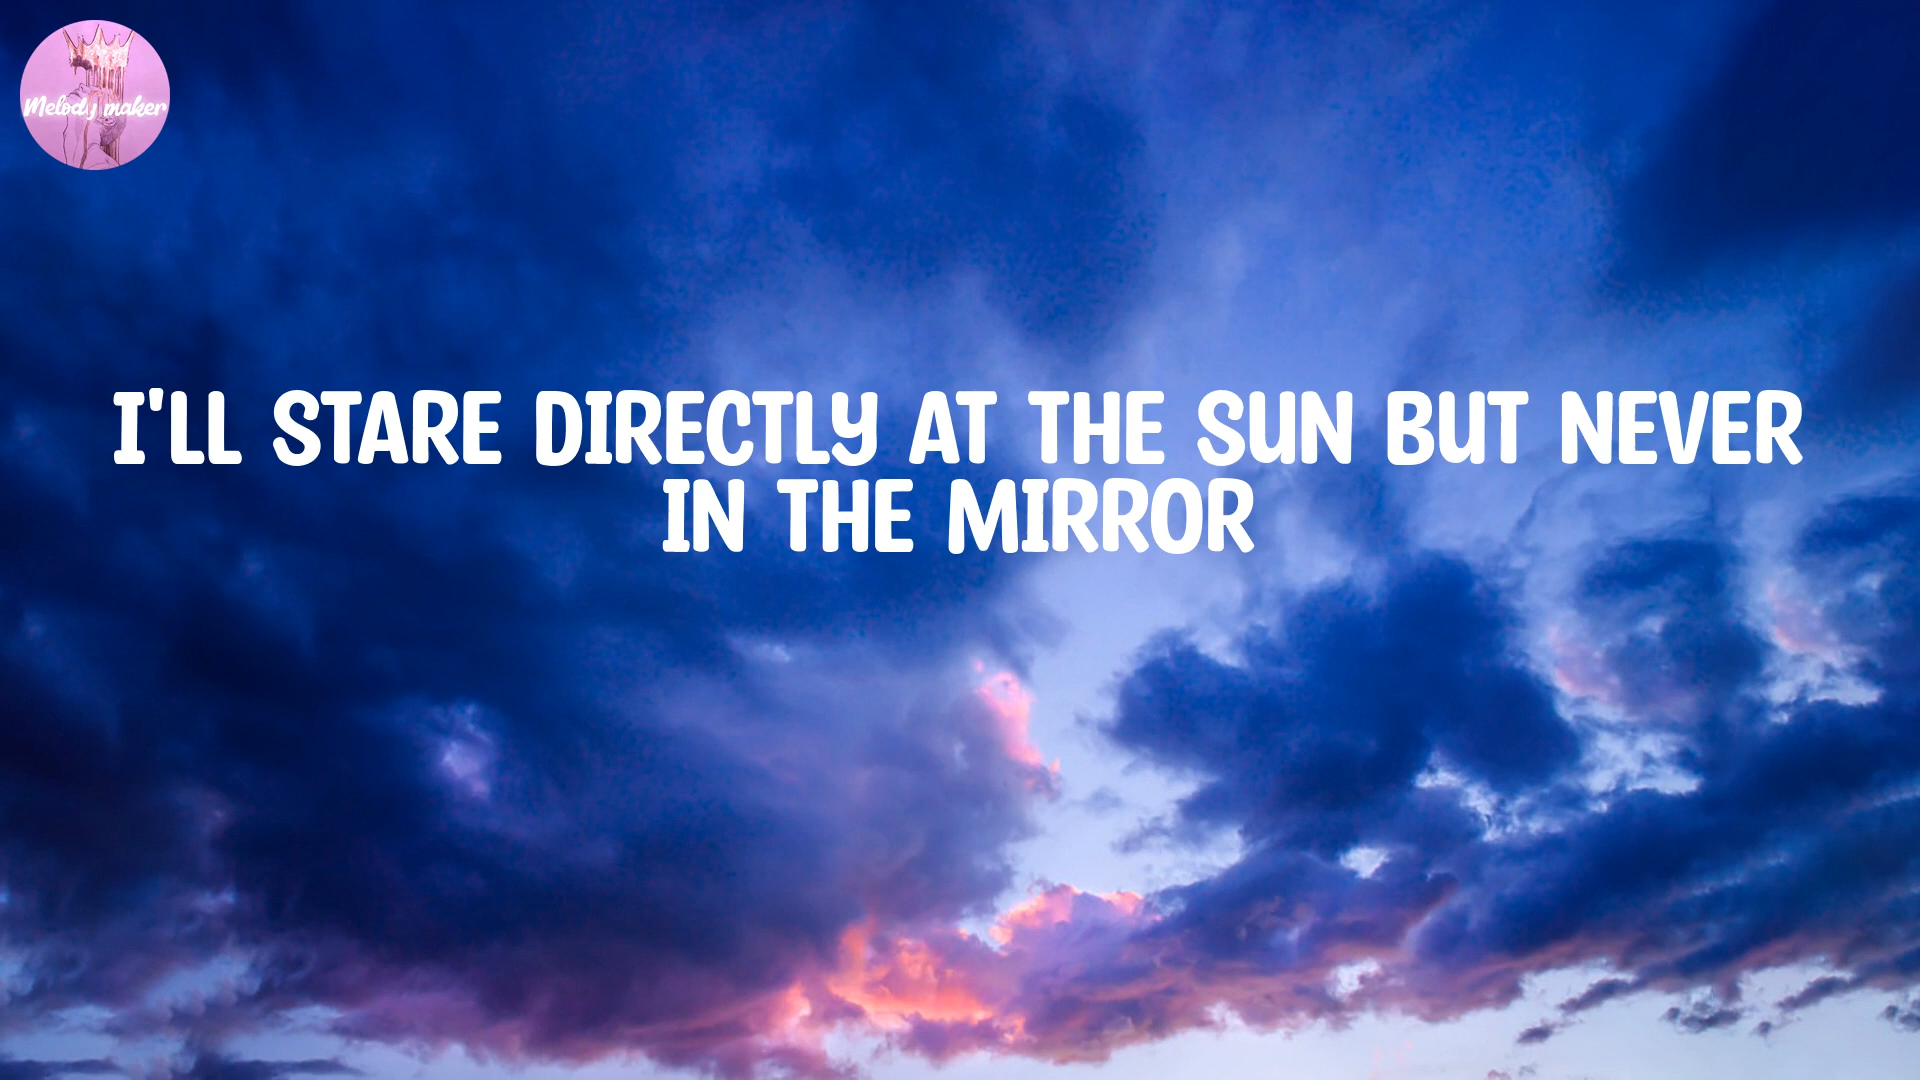 Melody maker
I'LL STARE DIRECTLY AT THE SUN BUT NEVER
IN THE MIRROR